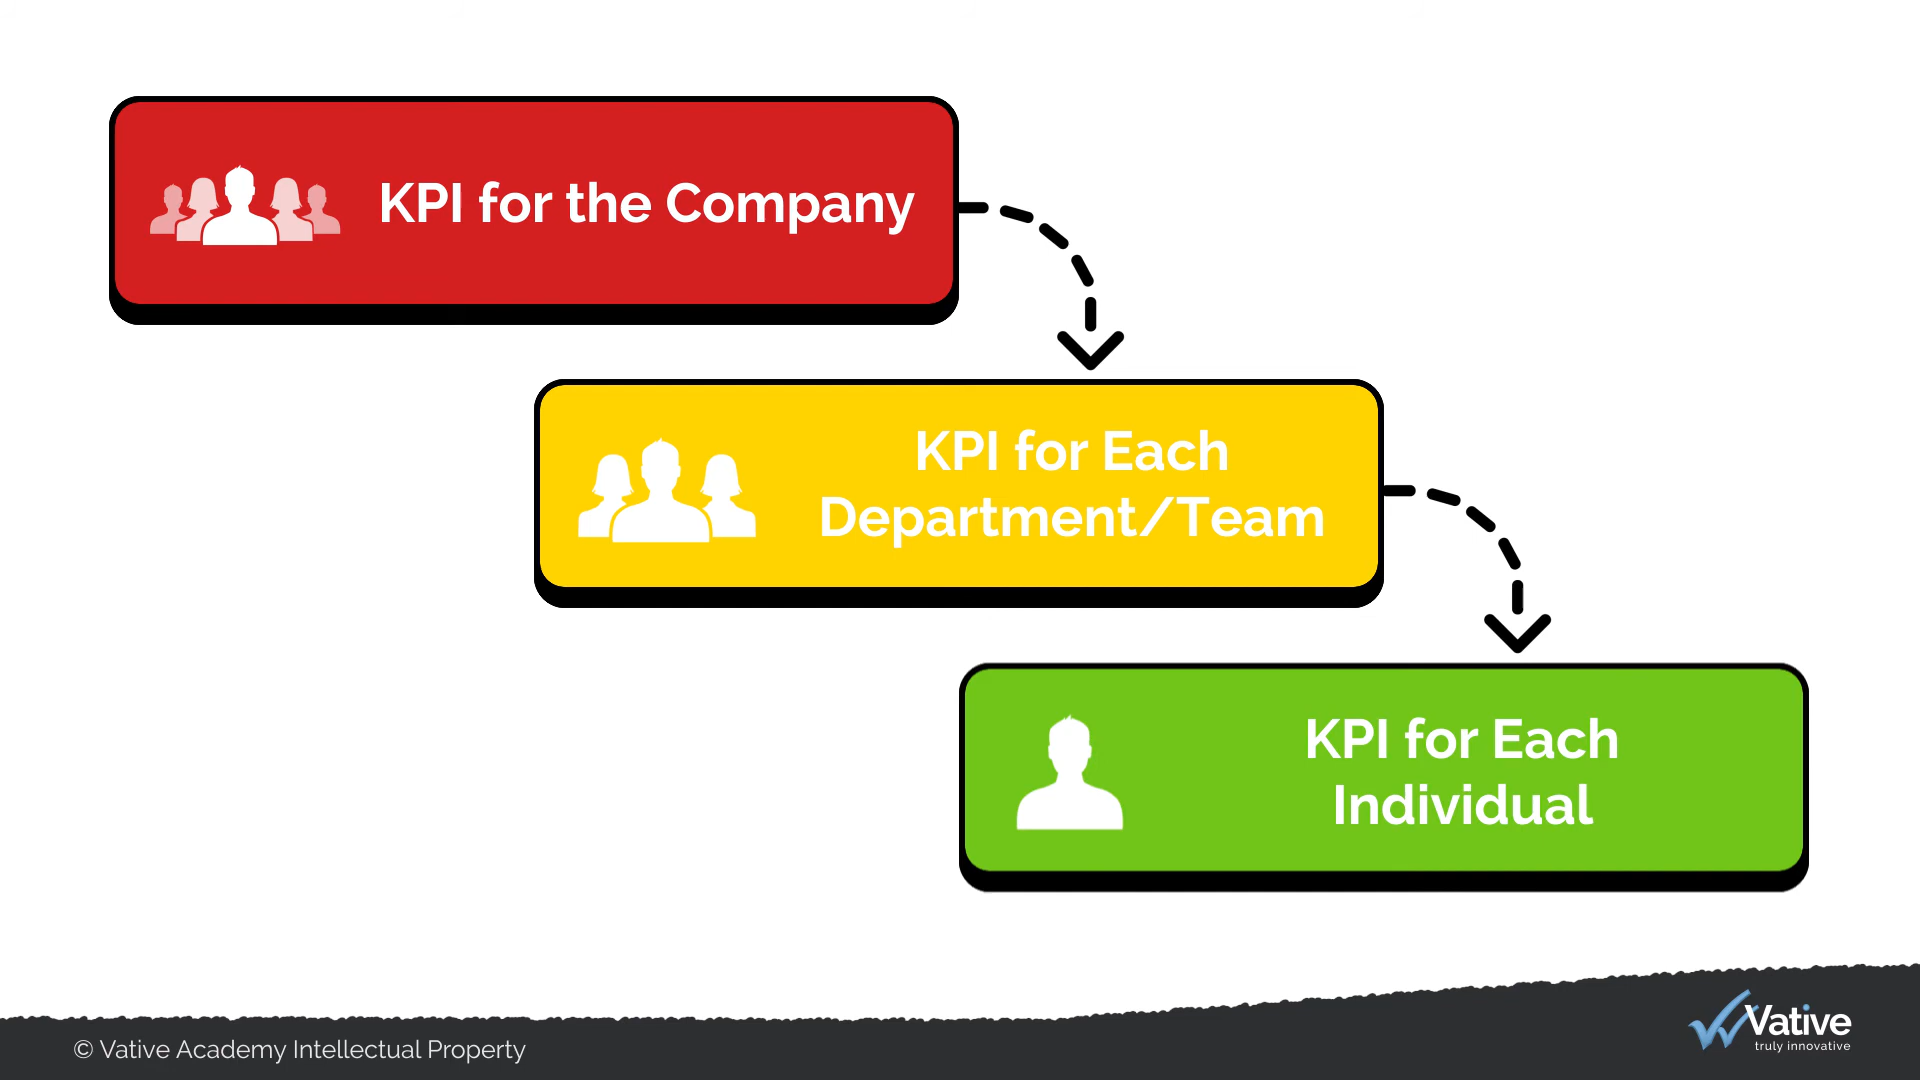 KPI for the Company
KPI for Each
Department/Team
KPI for Each
Individual
© Vative Academy Intellectual Property
Vative
truly innovative